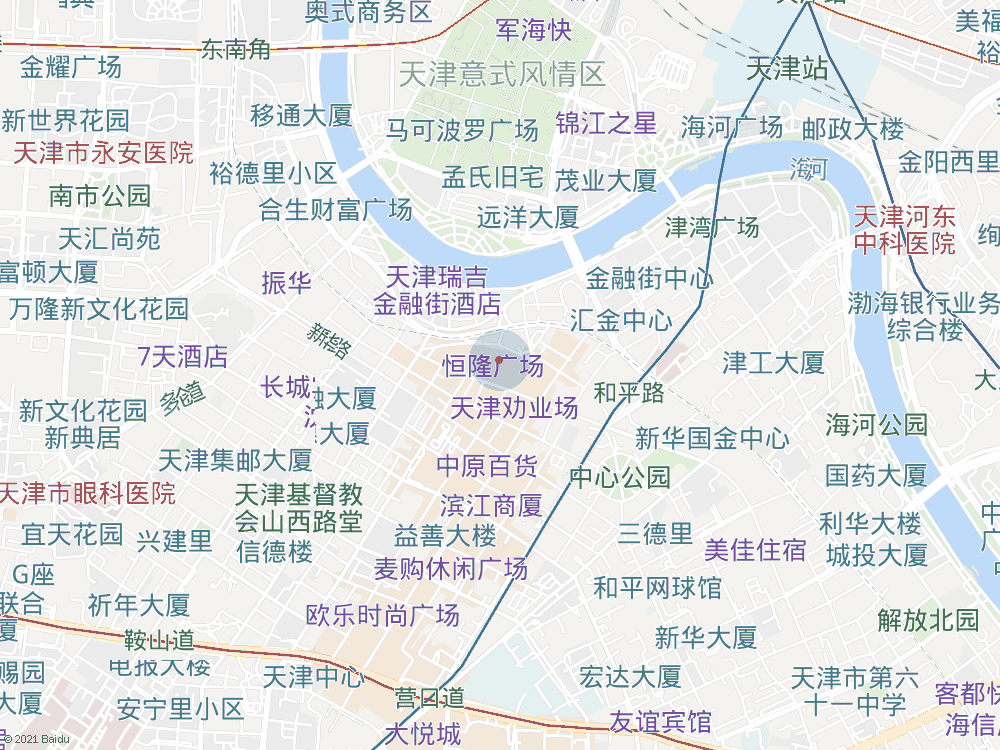 奥式商务区
军海快
美福
东南角
金耀广场
天津意式风情区
天津站
新世界花园
移通大厦
马可波罗广场
锦江之星
海河广场
邮政大楼
天津市永安医院
裕德里小区
孟氏旧宅
茂业大厦
海河
金阳西里
南市公园
合生财富广场
远洋大厦
津湾广场
天津河东
中科医院
天汇尚苑
富顿大厦
振华
天津瑞吉
金融街酒店
金融街中心
万隆新文化花园
汇金中心
渤海银行业务
综合楼
新华路
7天酒店
恒隆广场
津工大厦
长城
融大厦
多伦道
和平路
大
新文化花园
新典居
大厦
天津劝业场
新华国金中心
海河公园
天津集邮大厦
中原百货
中心公园
国药大厦
天津市眼科医院
天津基督教
会山西路堂
滨江商厦
宜天花园
兴建里
信德楼
益善大楼
三德里
利华大楼
美佳住宿
城投大厦
麦购休闲广场
G座
联合
祈年大厦
和平网球馆
欧乐时尚广场
解放北园
鞍山道
新华大厦
电报大楼
赐园
大厦
天津中心
宏达大厦
天津市第六
十一中学
安宁里小区
营口道
友谊宾馆
客都快
海信
大悦城
© 2021 Baidu